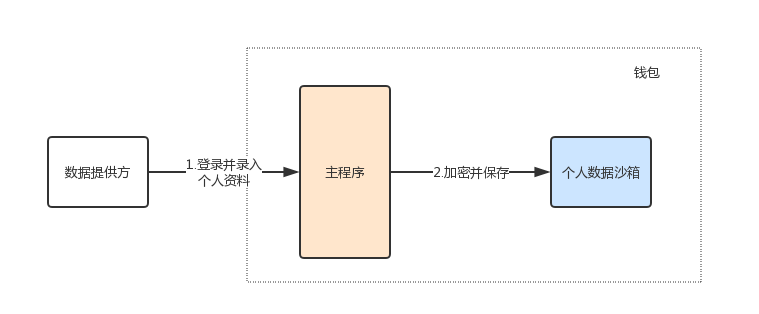 钱包
数据提供方
1.登录并录入
个人资料
主程序
2.加密并保存
个人数据沙箱